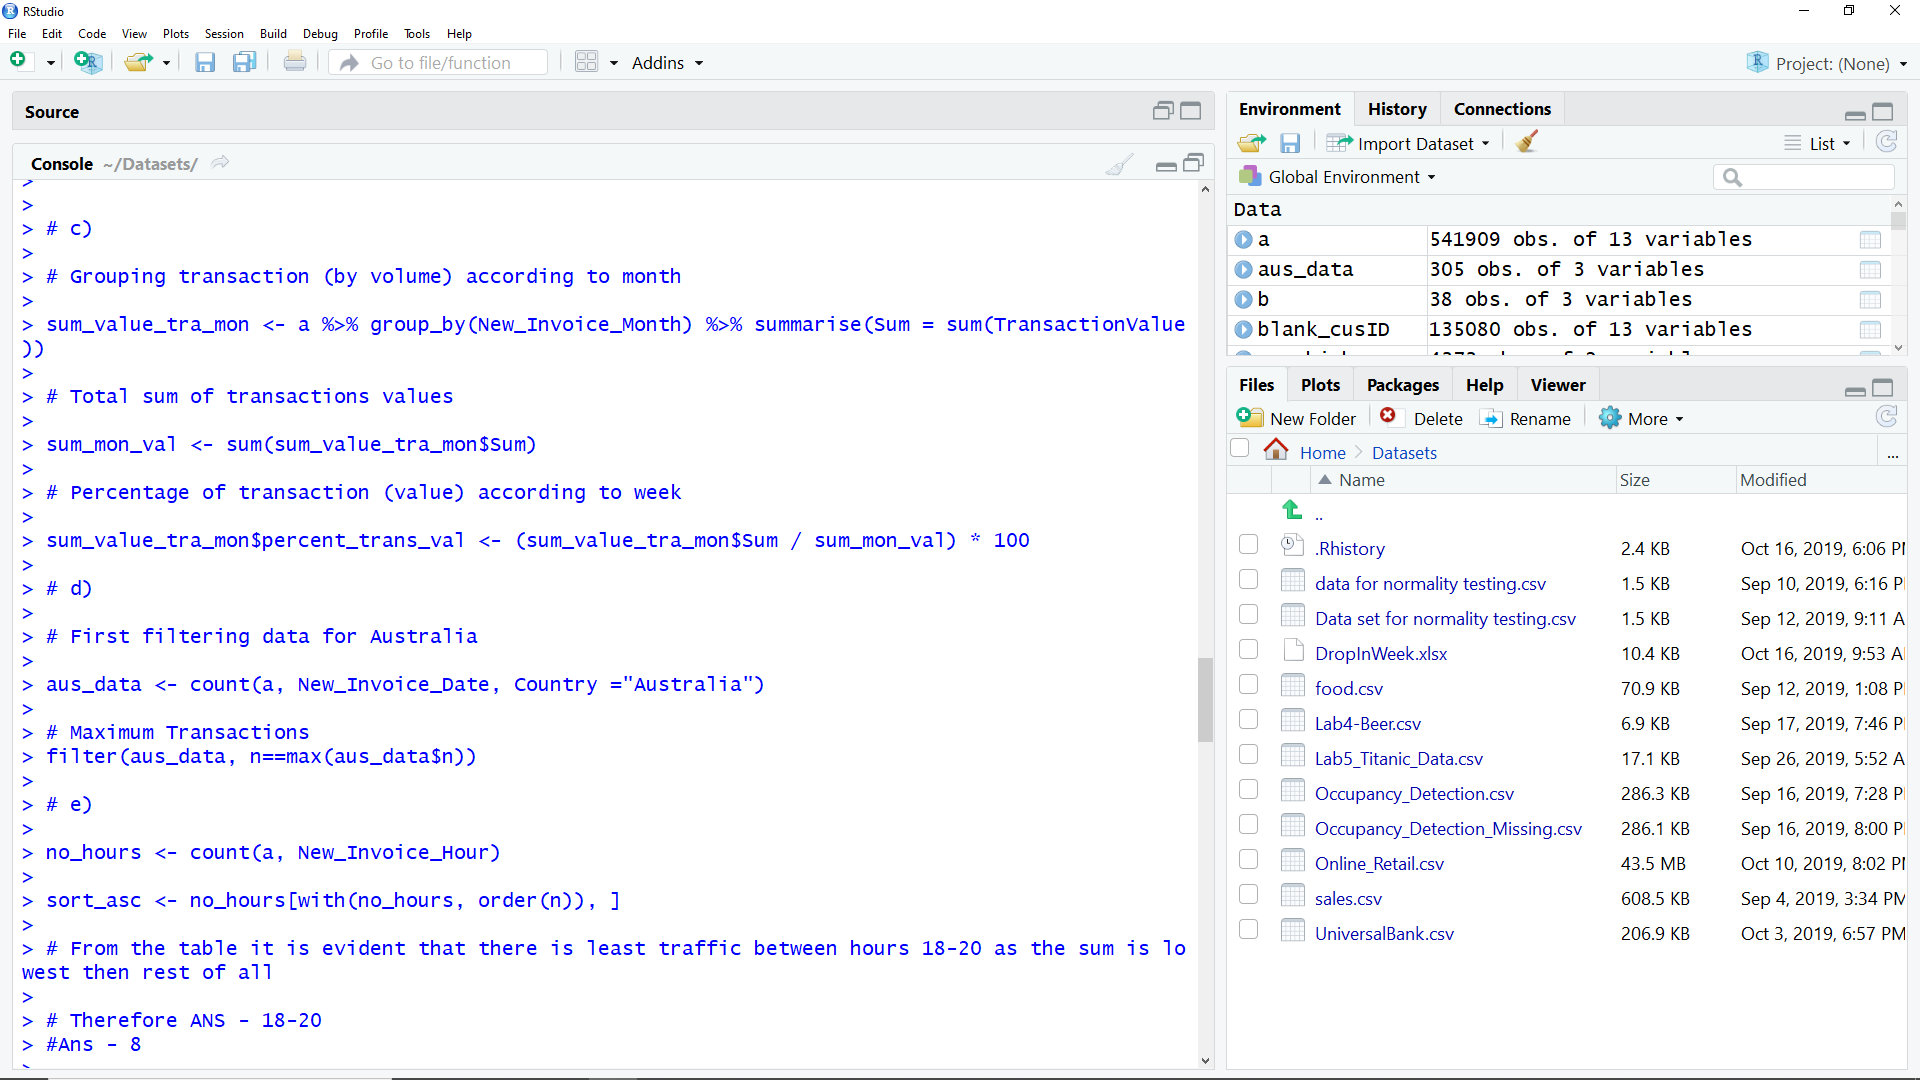 RStudio
File Edit Code View Plots Session Build Debug Profile Tools Help
Go to file/function Addins Project: (None)
Source
Console ~/Datasets/
>
>
> # c)
>
> # Grouping transaction (by volume) according to month
>
> sum_value_tra_mon <- a %>% group_by(New_Invoice_Month) %>% summarise(Sum = sum(TransactionValue
))
>
> # Total sum of transactions values
>
> sum_mon_val <- sum(sum_value_tra_mon$Sum)
>
> # Percentage of transaction (value) according to week
>
> sum_value_tra_mon$percent_trans_val <- (sum_value_tra_mon$Sum / sum_mon_val) * 100
>
> # d)
>
> # First filtering data for Australia
>
> aus_data <- count(a, New_Invoice_Date, Country ="Australia")
>
> # Maximum Transactions
> filter(aus_data, n==max(aus_data$n))
>
> # e)
>
> no_hours <- count(a, New_Invoice_Hour)
>
> sort_asc <- no_hours[with(no_hours, order(n)), ]
>
> # From the table it is evident that there is least traffic between hours 18-20 as the sum is lo
west then rest of all
>
> # Therefore ANS - 18-20
> #Ans - 8
Environment History Connections
Import Dataset List
Global Environment
Data
a 541909 obs. of 13 variables
aus_data 305 obs. of 3 variables
b 38 obs. of 3 variables
blank_cusID 135080 obs. of 13 variables
Files Plots Packages Help Viewer
New Folder Delete Rename More
Home Datasets ...
Name Size Modified
..
.Rhistory 2.4 KB Oct 16, 2019, 6:06 P
data for normality testing.csv 1.5 KB Sep 10, 2019, 6:16 P
Data set for normality testing.csv 1.5 KB Sep 12, 2019, 9:11 A
DropInWeek.xlsx 10.4 KB Oct 16, 2019, 9:53 A
food.csv 70.9 KB Sep 12, 2019, 1:08 P
Lab4-Beer.csv 6.9 KB Sep 17, 2019, 7:46 P
Lab5_Titanic_Data.csv 17.1 KB Sep 26, 2019, 5:52 A
Occupancy_Detection.csv 286.3 KB Sep 16, 2019, 7:28 P
Occupancy_Detection_Missing.csv 286.1 KB Sep 16, 2019, 8:00 P
Online_Retail.csv 43.5 MB Oct 10, 2019, 8:02 P
sales.csv 608.5 KB Sep 4, 2019, 3:34 PM
UniversalBank.csv 206.9 KB Oct 3, 2019, 6:57 PM